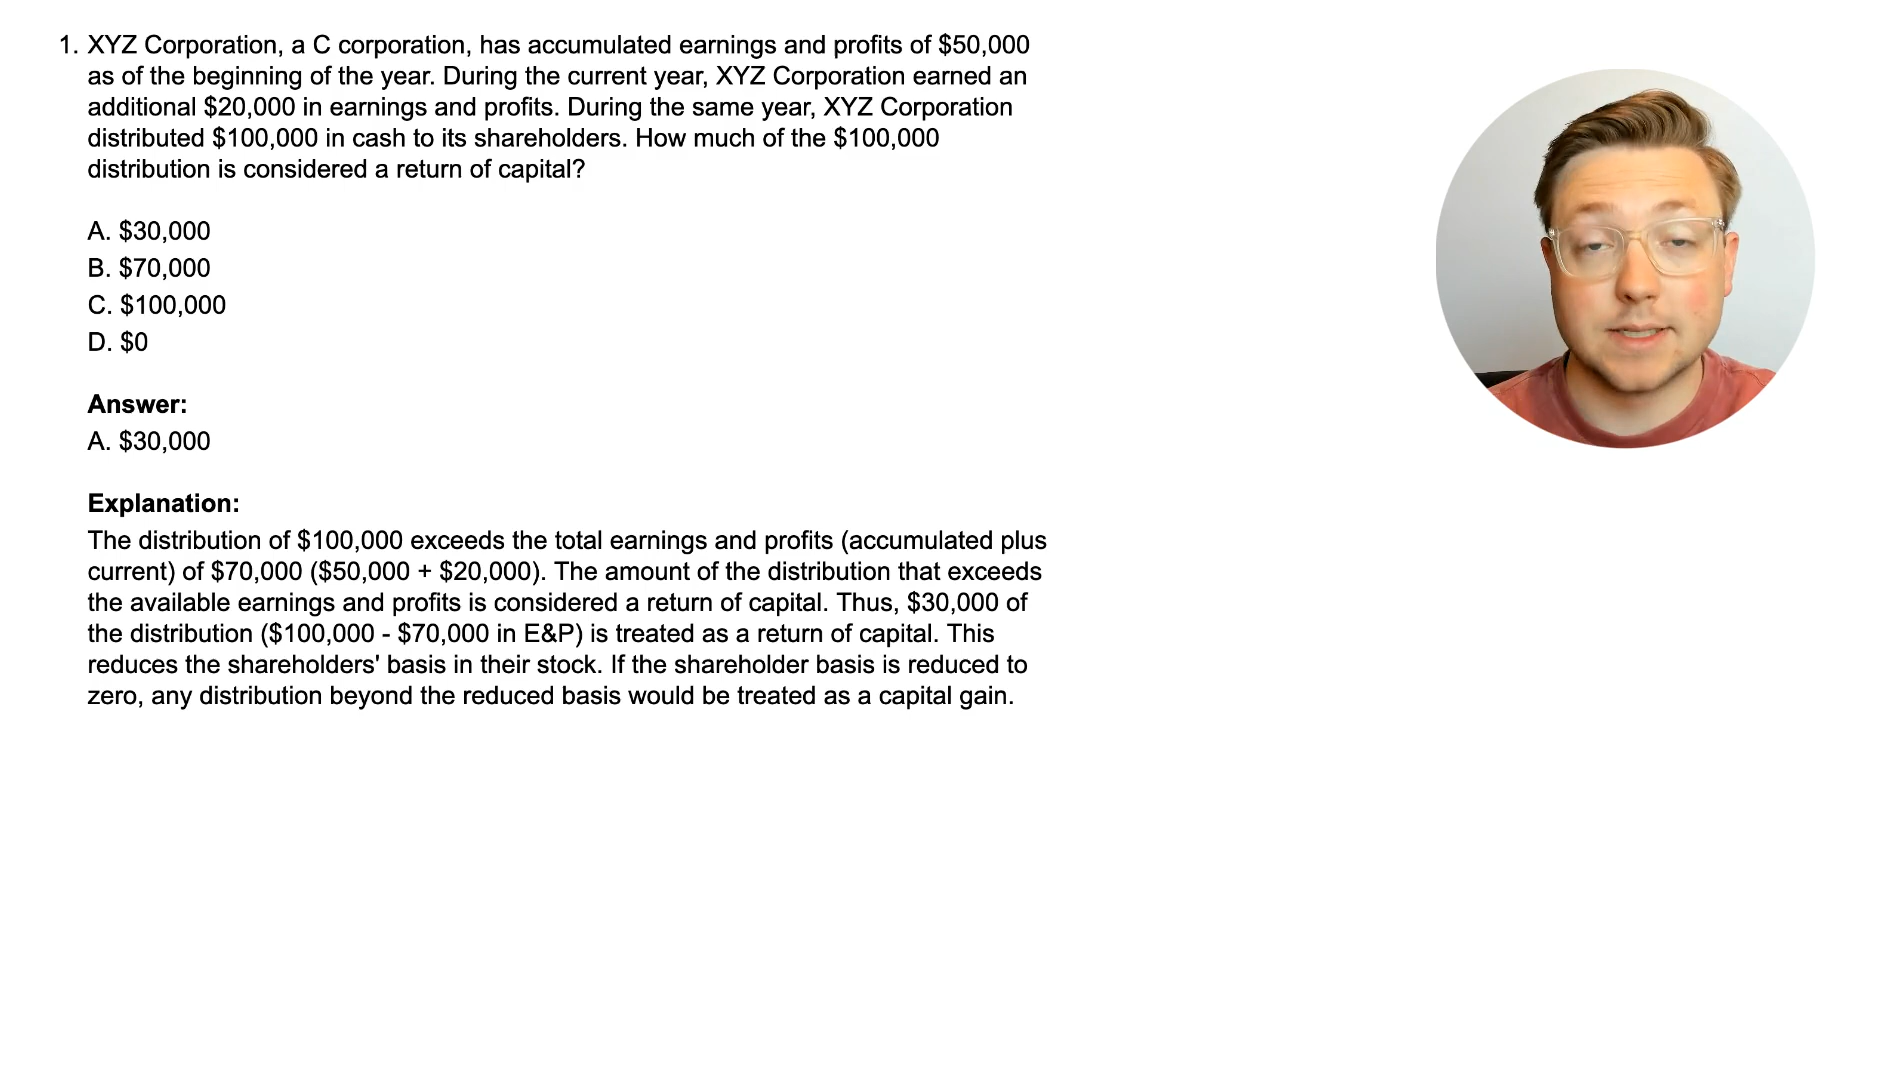 1. XYZ Corporation, a C corporation, has accumulated earnings and profits of $50,000
as of the beginning of the year. During the current year, XYZ Corporation earned an
additional $20,000 in earnings and profits. During the same year, XYZ Corporation
distributed $100,000 in cash to its shareholders. How much of the $100,000
distribution is considered a return of capital?
A. $30,000
B. $70,000
C. $100,000
D. $0
Answer:
A. $30,000
Explanation:
The distribution of $100,000 exceeds the total earnings and profits (accumulated plus
current) of $70,000 ($50,000 + $20,000). The amount of the distribution that exceeds
the available earnings and profits is considered a return of capital. Thus, $30,000 of
the distribution ($100,000 - $70,000 in E&P) is treated as a return of capital. This
reduces the shareholders' basis in their stock. If the shareholder basis is reduced to
zero, any distribution beyond the reduced basis would be treated as a capital gain.